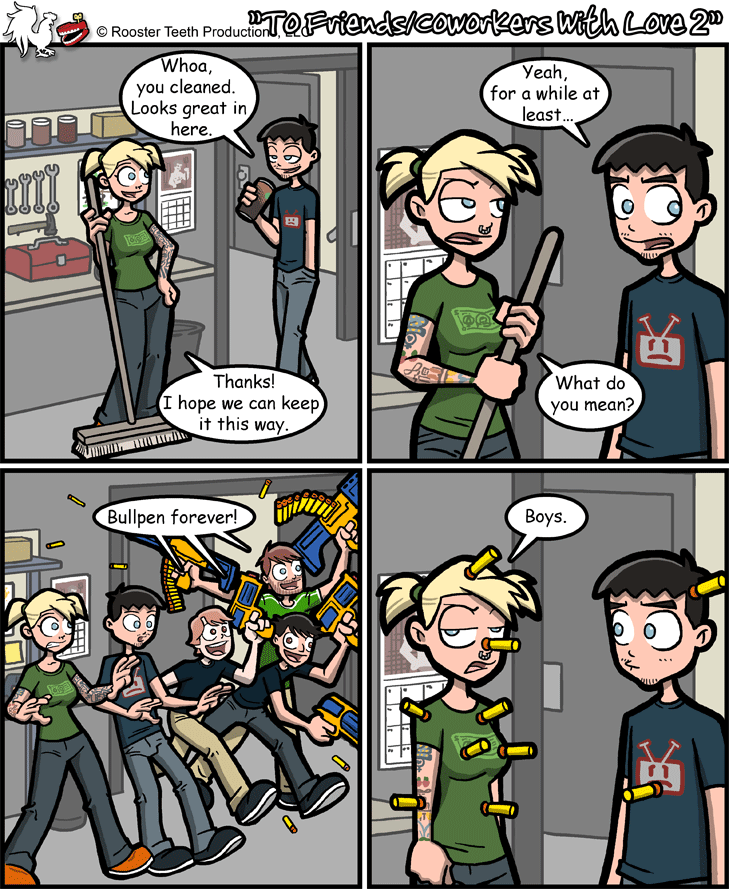 © Rooster Teeth Productions, LLC
"To Friends/Coworkers With Love 2"
Whoa,
you cleaned.
Looks great in
here.
Thanks!
I hope we can keep
it this way.
Yeah,
for a while at
least...
What do
you mean?
Bullpen forever!
Boys.